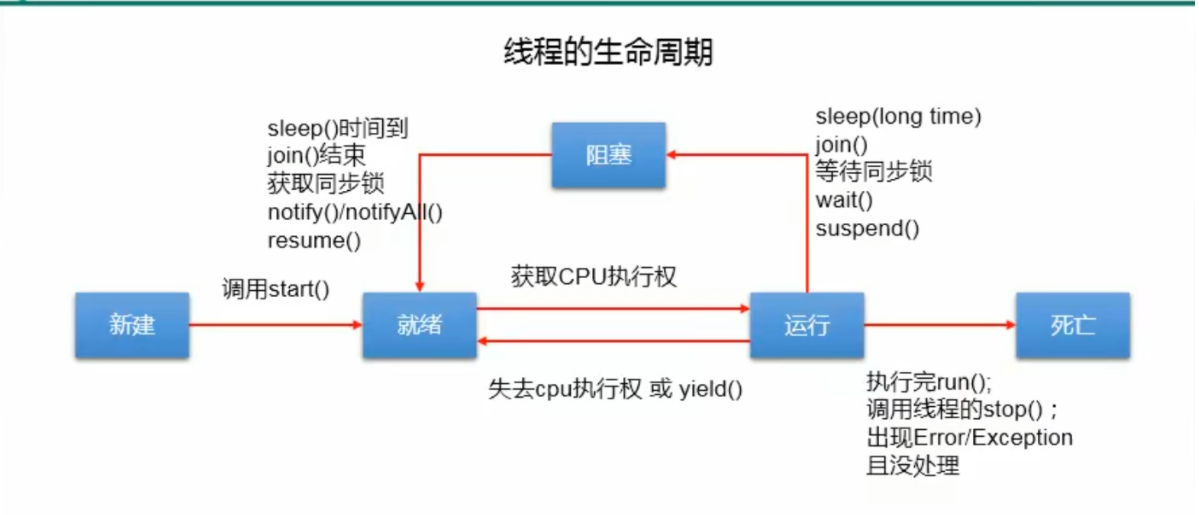 线程的生命周期
sleep()时间到
join()结束
获取同步锁
notify()/notifyAll()
resume()
阻塞
sleep(long time)
join()
等待同步锁
wait()
suspend()
调用start()
获取CPU执行权
新建
就绪
运行
死亡
失去cpu执行权 或 yield()
执行完run();
调用线程的stop() ;
出现Error/Exception
且没处理